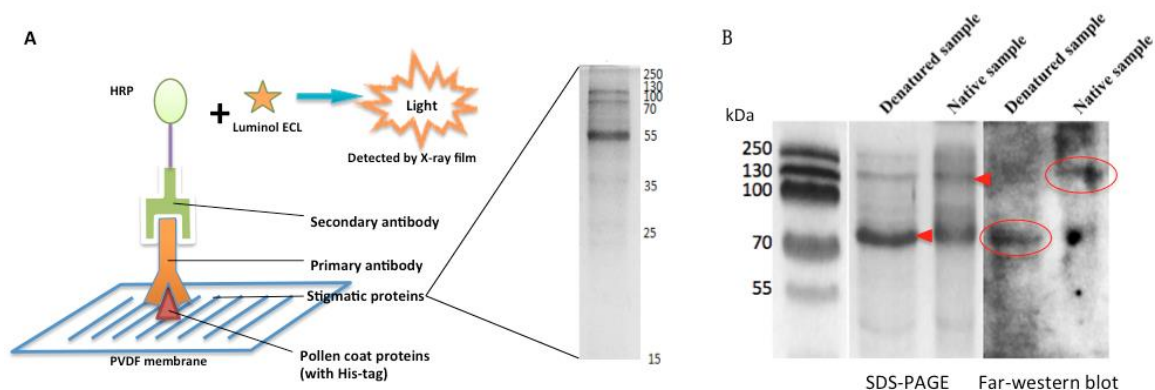 A
HRP
Luminol ECL
Light
Detected by X-ray film
Secondary antibody
Primary antibody
Stigmatic proteins
PVDF membrane
Pollen coat proteins
(with His-tag)
250
130
100
70
55
35
25
15
B
kDa
Denatured sample
Native sample
Denatured sample
Native sample
250
130
100
70
55
SDS-PAGE
Far-western blot